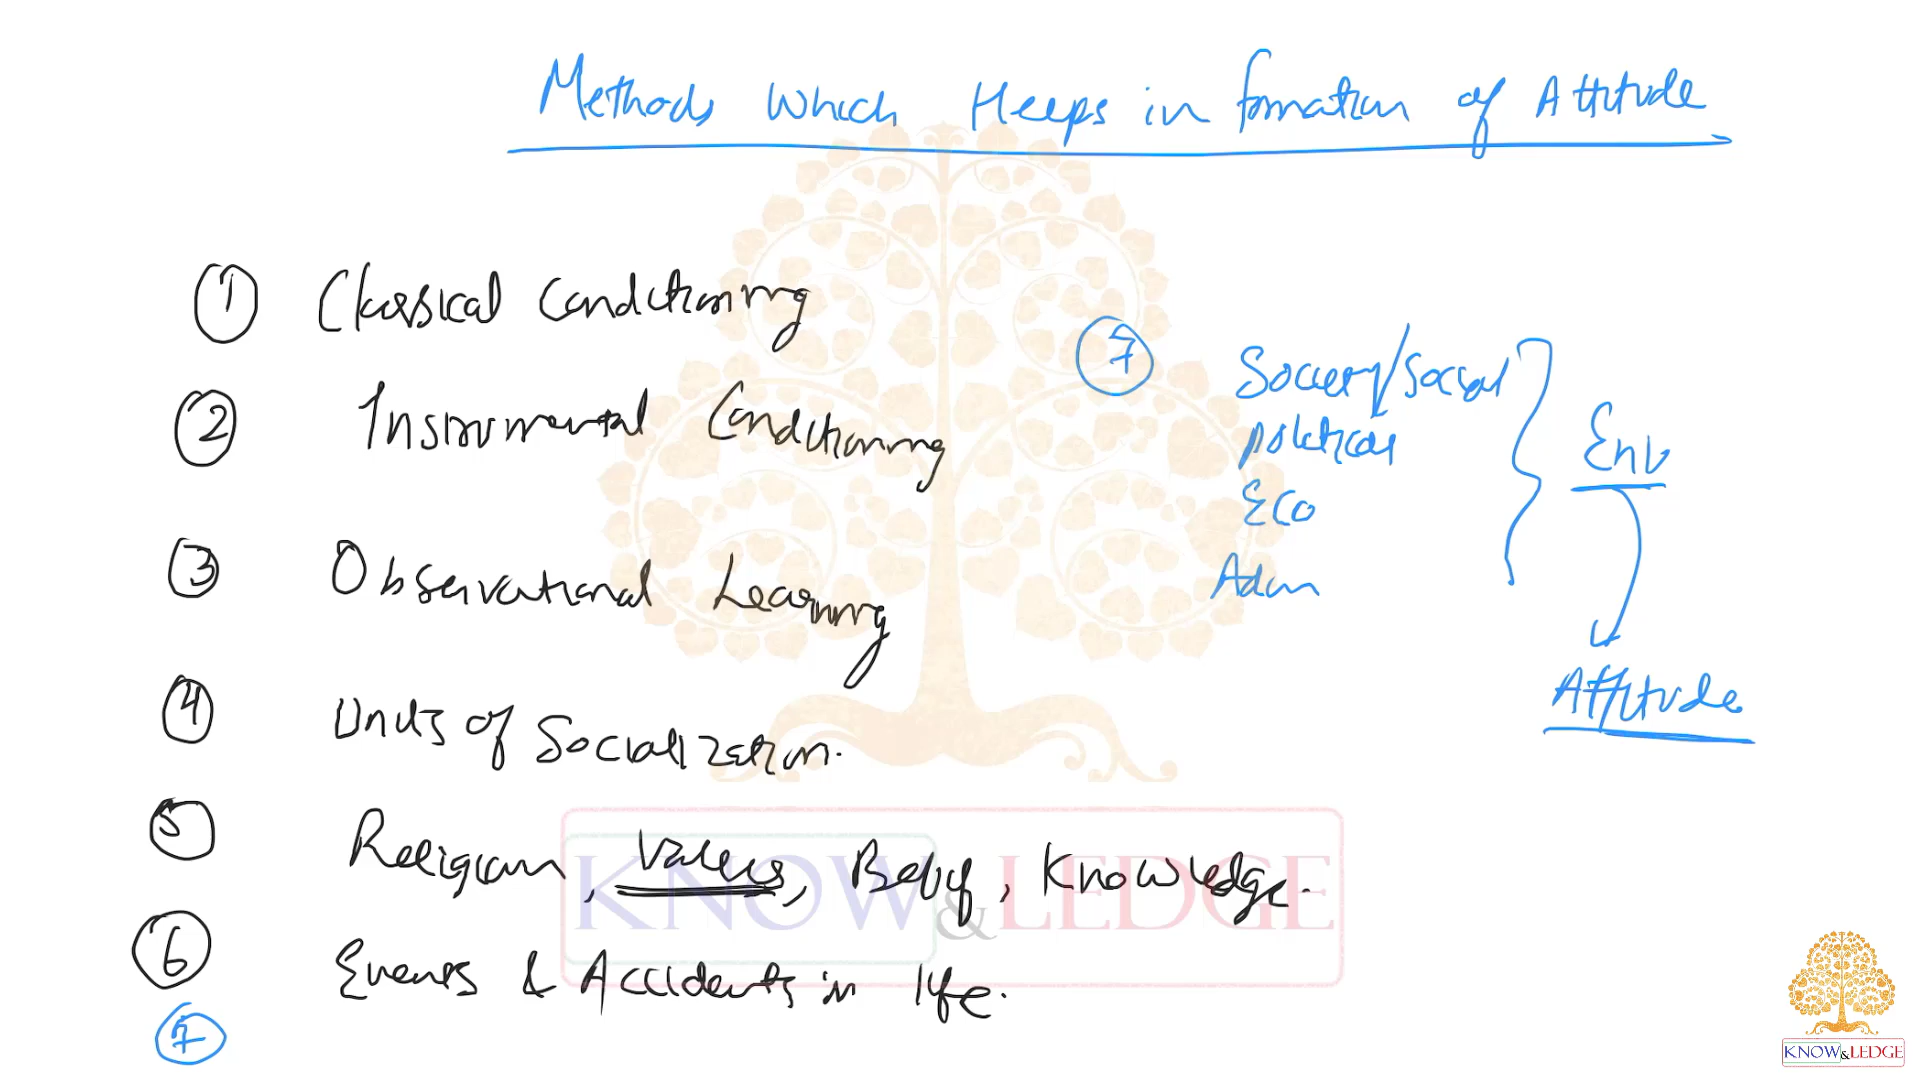 Methods Which Helps in formation of Attitude
① Classical Conditioning
② Instrumental Conditioning
③ Observational Learning
④ Units of Socialization.
⑤ Religion, Values, Belief, Knowledge.
⑥ Events & Accidents in life.
⑦
⑦ Society/Social
political
Eco
Adm
Env
Attitude
KNOW&LEDGE
KNOW&LEDGE